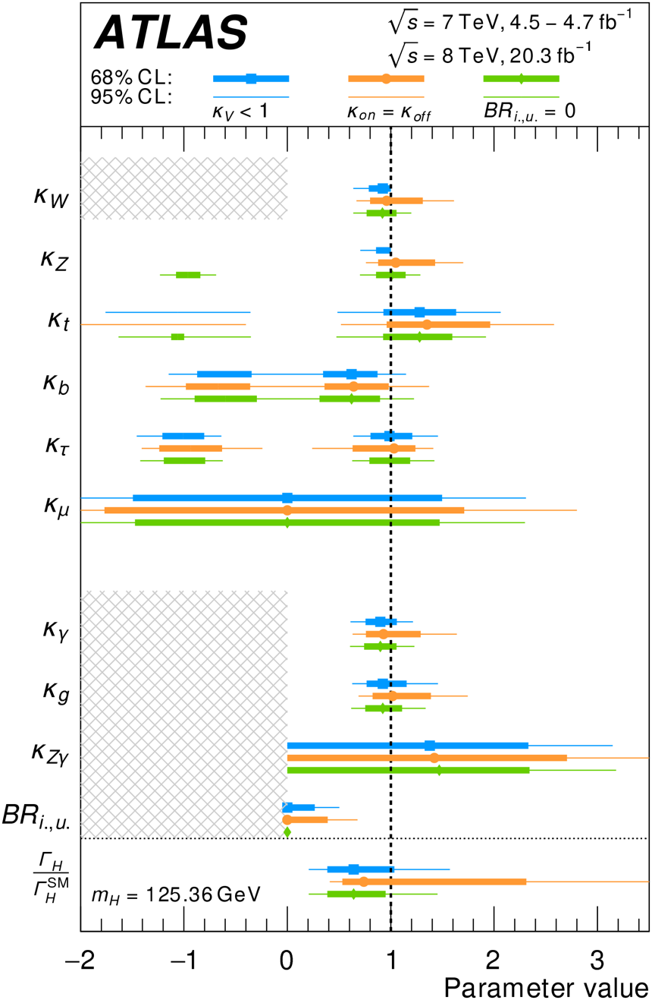 ATLAS
√s = 7 TeV, 4.5 – 4.7 fb⁻¹
√s = 8 TeV, 20.3 fb⁻¹
68% CL:
95% CL:
κ_V < 1
κ_on = κ_off
BR_i.,u. = 0
κ_W
κ_Z
κ_t
κ_b
κ_τ
κ_μ
κ_γ
κ_g
κ_Zγ
BR_i.,u.
Γ_H
Γ_H^SM
m_H = 125.36 GeV
−2 −1 0 1 2 3
Parameter value